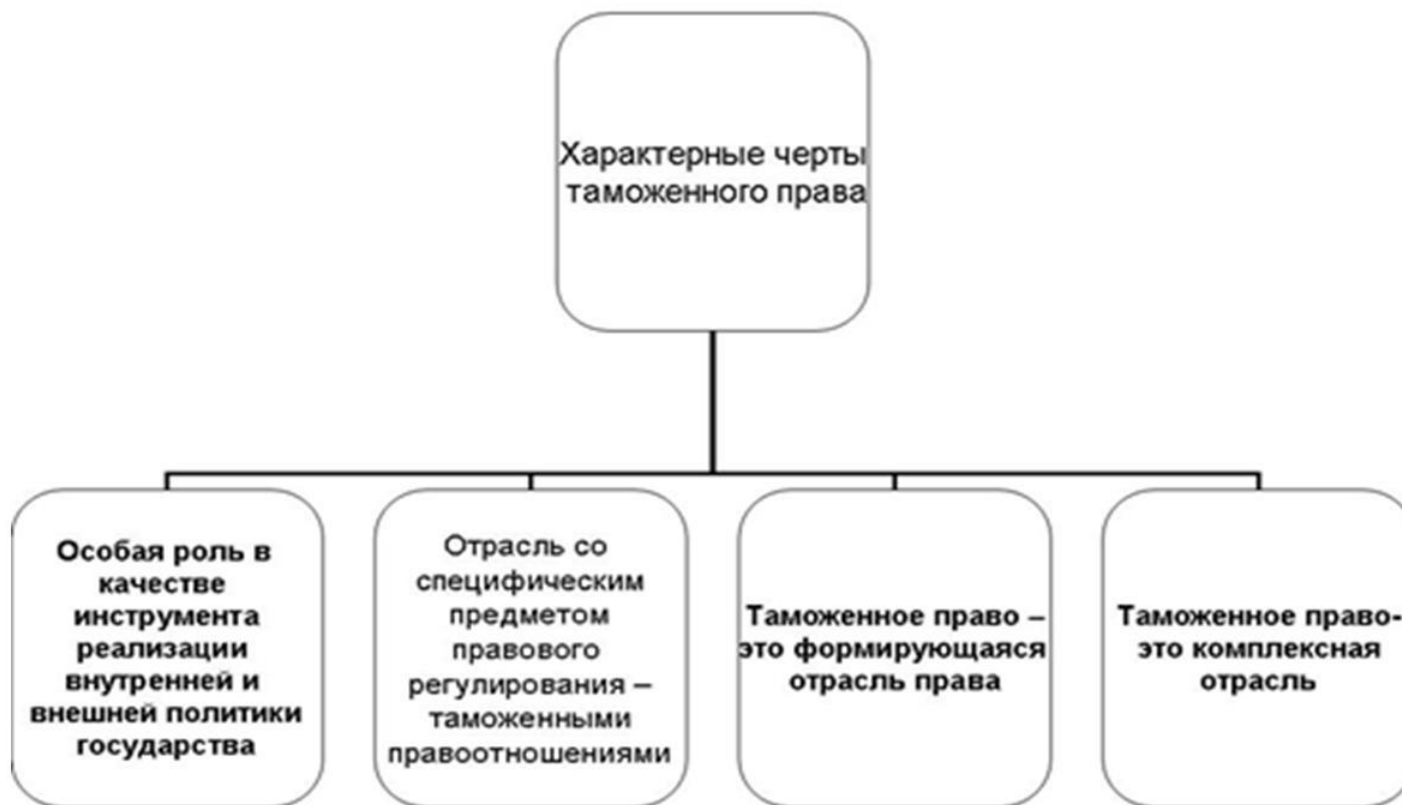 Характерные черты
таможенного права
Особая роль в
качестве
инструмента
реализации
внутренней и
внешней политики
государства
Отрасль со
специфическим
предметом
правового
регулирования –
таможенными
правоотношениями
Таможенное право –
это формирующаяся
отрасль права
Таможенное право-
это комплексная
отрасль